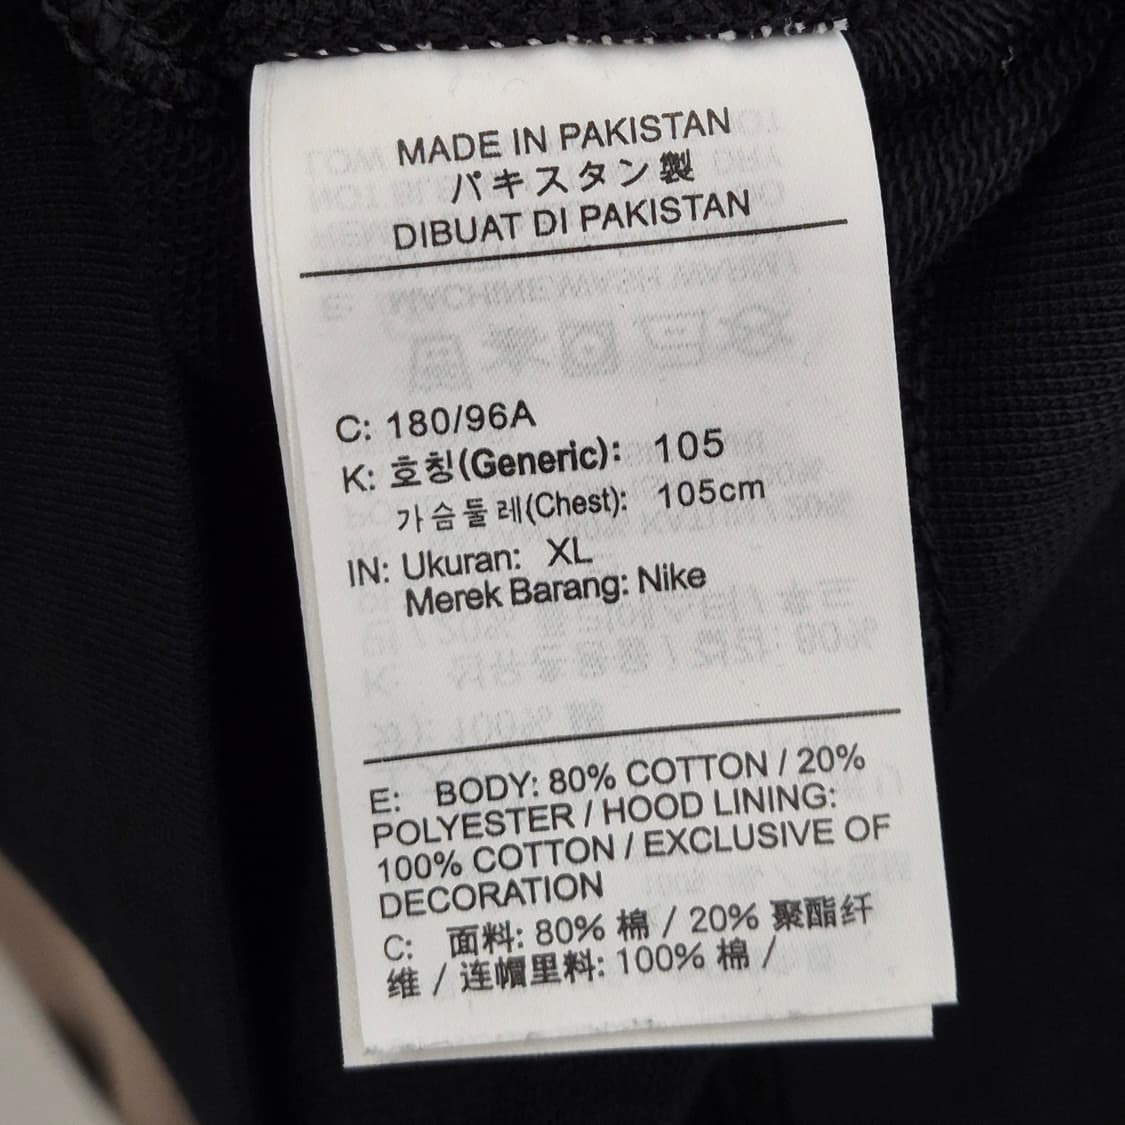 MADE IN PAKISTAN
パキスタン製
DIBUAT DI PAKISTAN
C: 180/96A
K: 호칭(Generic): 105
가슴둘레(Chest): 105cm
IN: Ukuran: XL
Merek Barang: Nike
E: BODY: 80% COTTON / 20%
POLYESTER / HOOD LINING:
100% COTTON / EXCLUSIVE OF
DECORATION
C: 面料: 80% 棉 / 20% 聚酯纤
维 / 连帽里料: 100% 棉 /